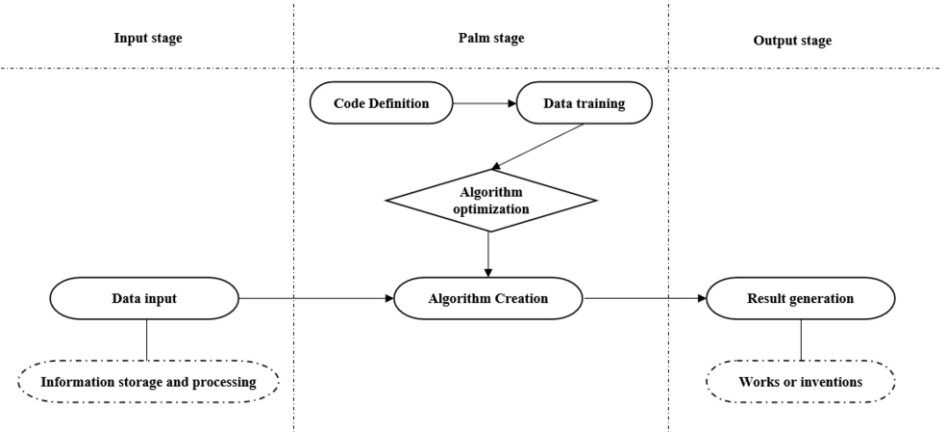 Input stage
Palm stage
Output stage
Code Definition
Data training
Algorithm
optimization
Data input
Algorithm Creation
Result generation
Information storage and processing
Works or inventions